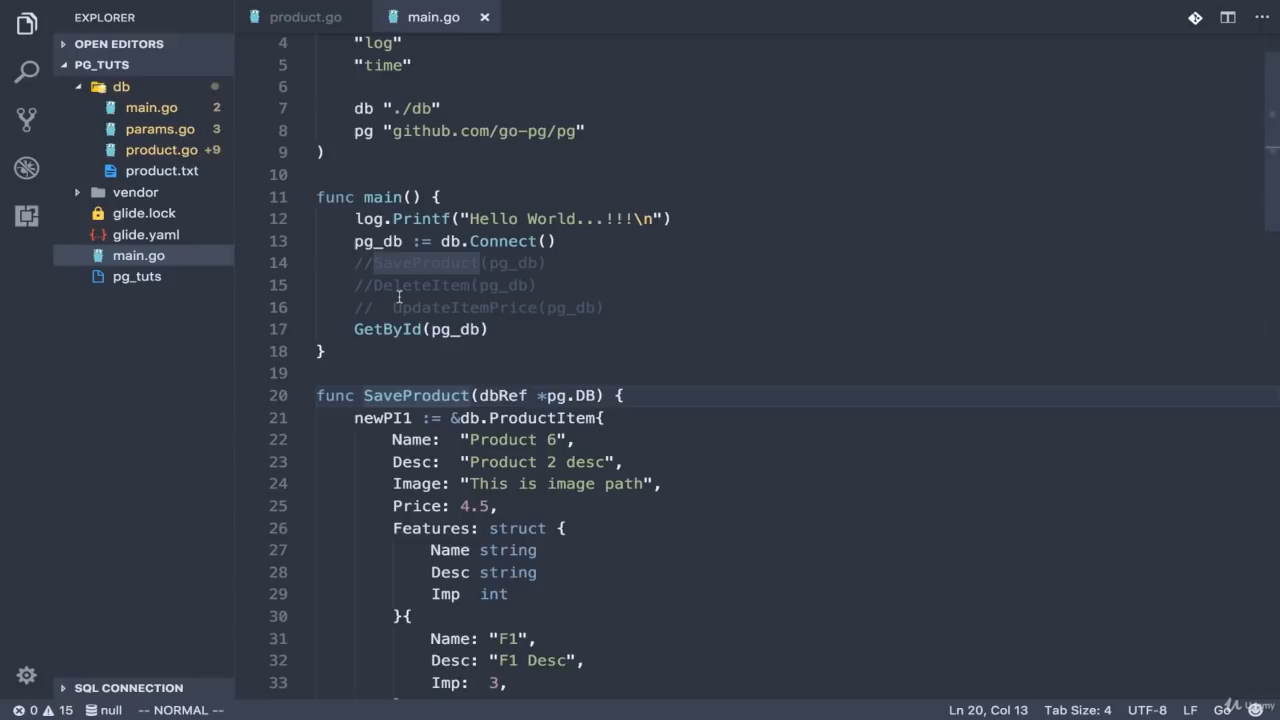 EXPLORER
product.go
main.go
OPEN EDITORS
PG_TUTS
db
main.go 2
params.go 3
product.go +9
product.txt
vendor
glide.lock
glide.yaml
main.go
pg_tuts
SQL CONNECTION
4 "log"
5 "time"
6
7 db "./db"
8 pg "github.com/go-pg/pg"
9 )
10
11 func main() {
12 log.Printf("Hello World...!!!\n")
13 pg_db := db.Connect()
14 //SaveProduct(pg_db)
15 //DeleteItem(pg_db)
16 // UpdateItemPrice(pg_db)
17 GetById(pg_db)
18 }
19
20 func SaveProduct(dbRef *pg.DB) {
21 newPI1 := &db.ProductItem{
22 Name: "Product 6",
23 Desc: "Product 2 desc",
24 Image: "This is image path",
25 Price: 4.5,
26 Features: struct {
27 Name string
28 Desc string
29 Imp int
30 }{
31 Name: "F1",
32 Desc: "F1 Desc",
33 Imp: 3,
0 15 null -- NORMAL -- Ln 20, Col 13 Tab Size: 4 UTF-8 LF Go
Udemy